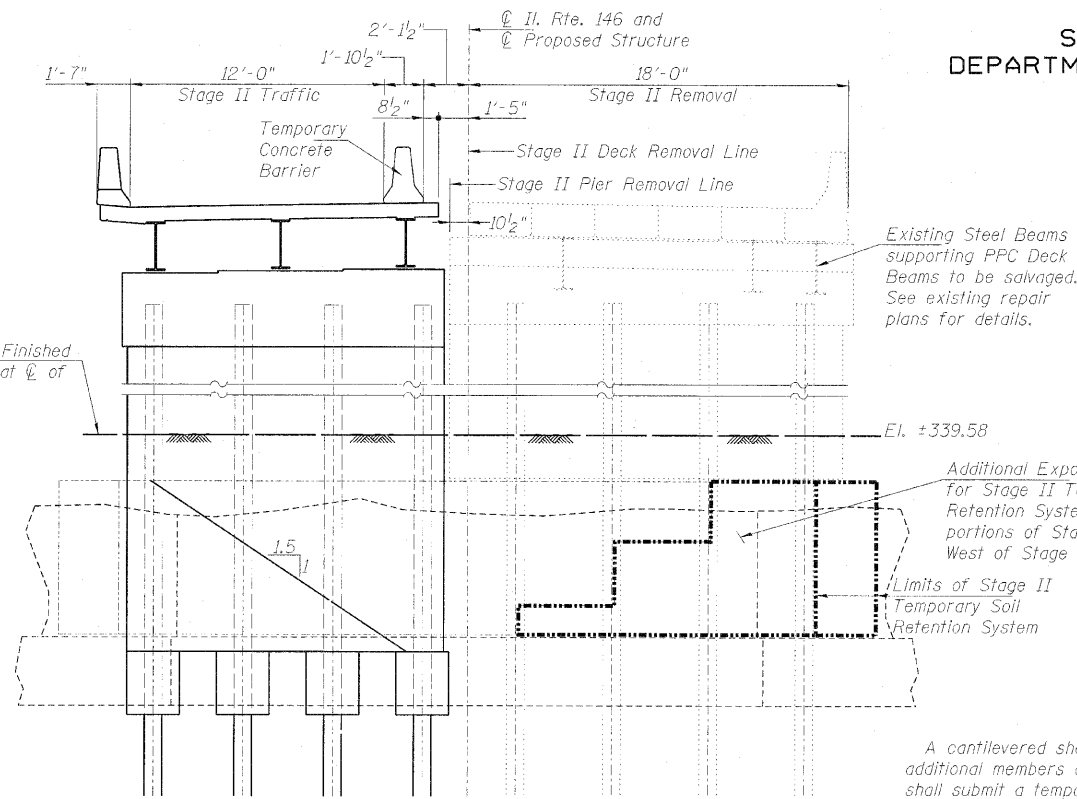 ℄ Il. Rte. 146 and
℄ Proposed Structure
2'-1½"
1'-10½"
1'-7"
12'-0"
Stage II Traffic
18'-0"
Stage II Removal
8½"
1'-5"
S
DEPARTM
Temporary
Concrete
Barrier
Stage II Deck Removal Line
Stage II Pier Removal Line
10½"
Existing Steel Beams
supporting PPC Deck
Beams to be salvaged.
See existing repair
plans for details.
Finished
at ℄ of
El. ±339.58
Additional Expo
for Stage II T
Retention Syste
portions of Sta
West of Stage
1.5
1
Limits of Stage II
Temporary Soil
Retention System
A cantilevered she
additional members o
shall submit a tempo